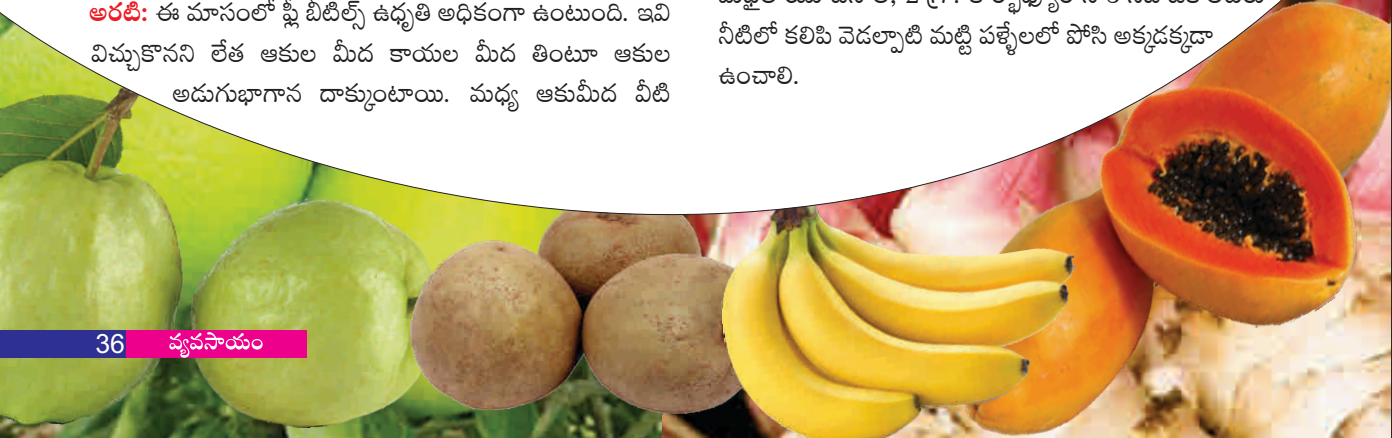 అరటి: ఈ మాసంలో ఫ్లీ బీటిల్స్ ఉధృతి అధికంగా ఉంటుంది. ఇవి
విచ్చుకొనని లేత ఆకుల మీద కాయల మీద తింటూ ఆకుల
అడుగుభాగాన దాక్కుంటాయి. మధ్య ఆకుమీద వీటి
నీటిలో కలిపి వెడల్పాటి మట్టి పళ్ళేలలో పోసి అక్కడక్కడా
ఉంచాలి.
36 వ్యవసాయం